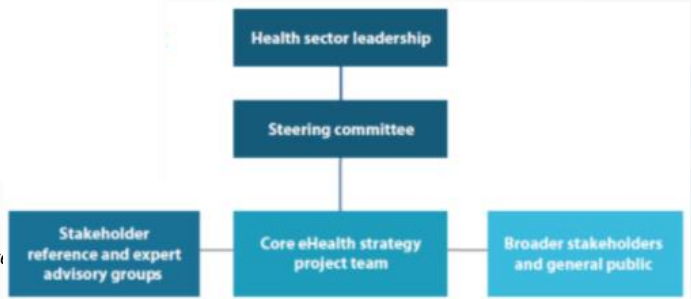 Health sector leadership
Steering committee
Stakeholder
reference and expert
advisory groups
Core eHealth strategy
project team
Broader stakeholders
and general public